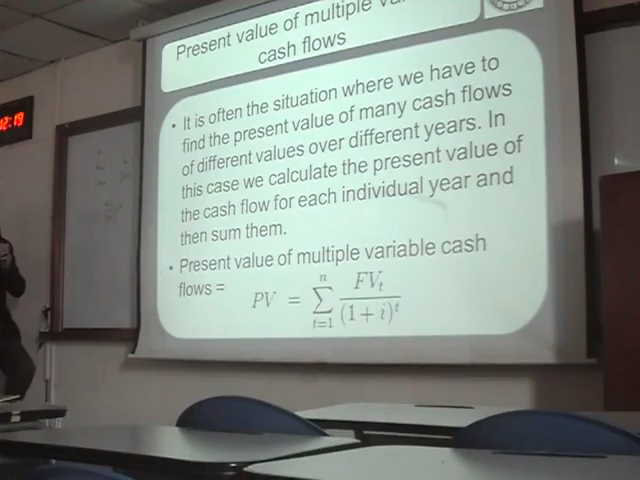 Present value of multiple
cash flows
• It is often the situation where we have to
find the present value of many cash flows
of different values over different years. In
this case we calculate the present value of
the cash flow for each individual year and
then sum them.
• Present value of multiple variable cash
flows =
PV = ∑_{t=1}^{n} FV_t / (1 + i)^t
2:19